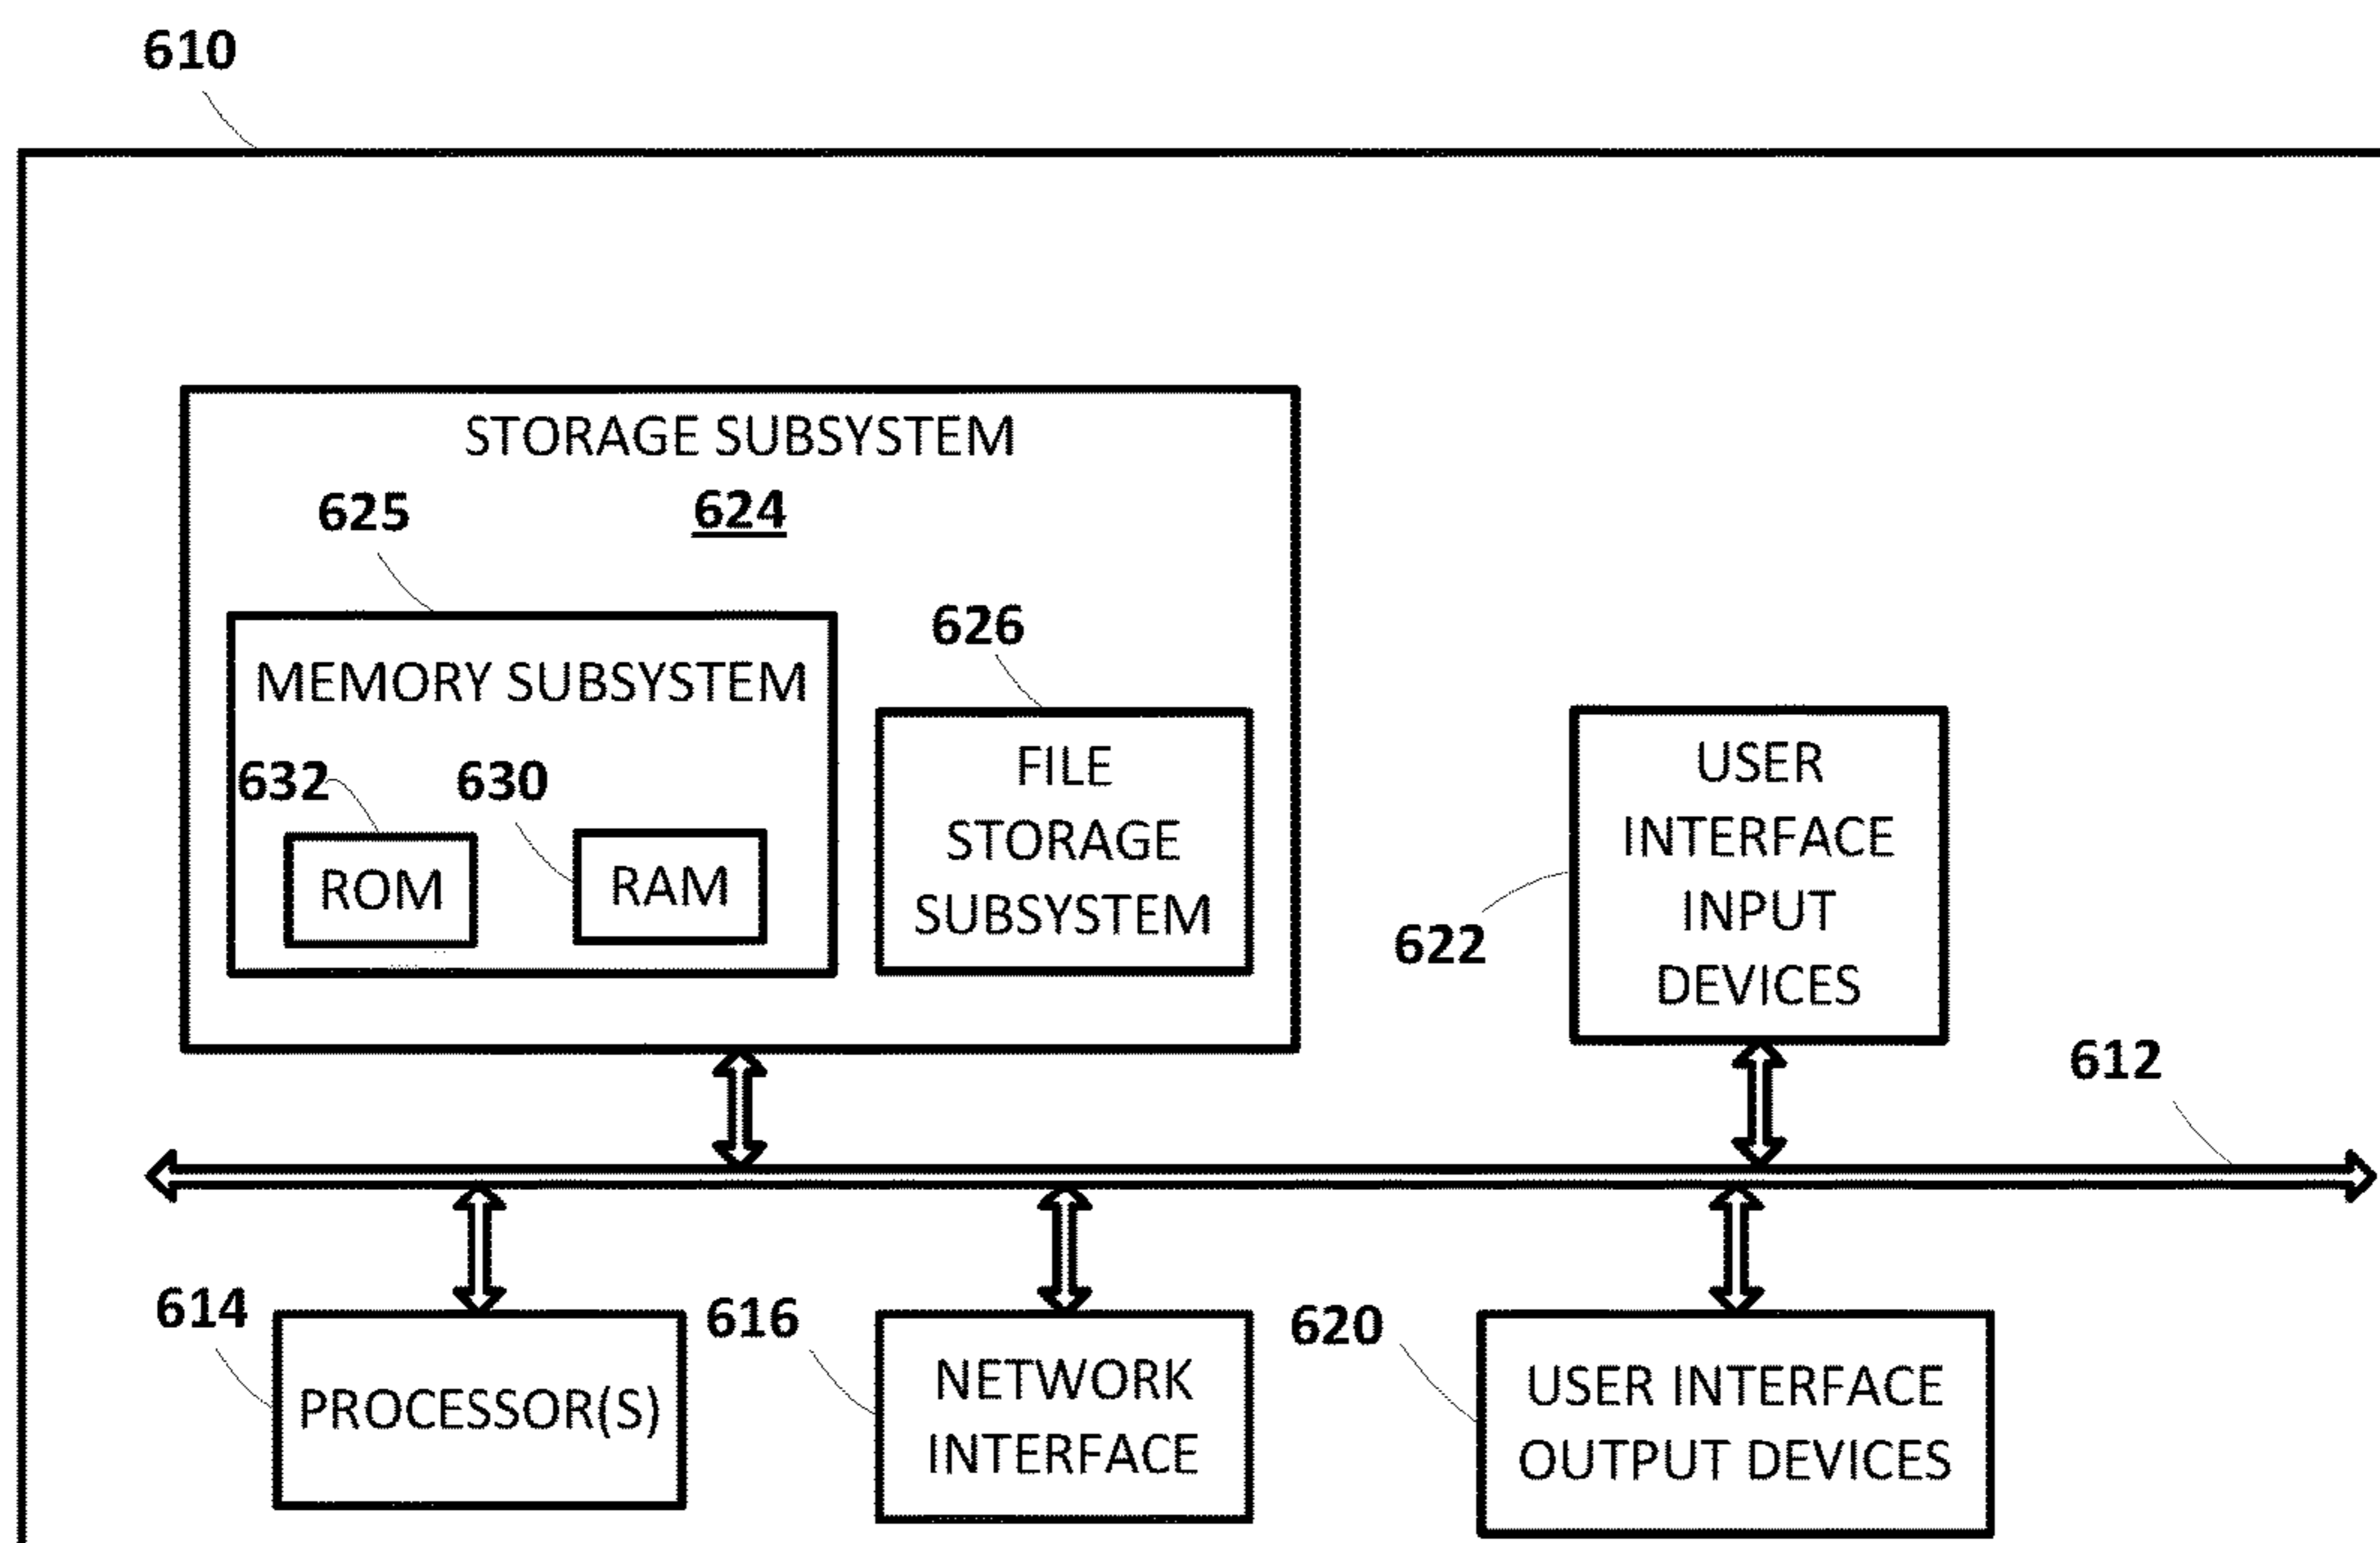 610
STORAGE SUBSYSTEM
625
624
626
MEMORY SUBSYSTEM
632
630
ROM
RAM
FILE
STORAGE
SUBSYSTEM
USER
INTERFACE
INPUT
DEVICES
622
612
614
616
620
PROCESSOR(S)
NETWORK
INTERFACE
USER INTERFACE
OUTPUT DEVICES